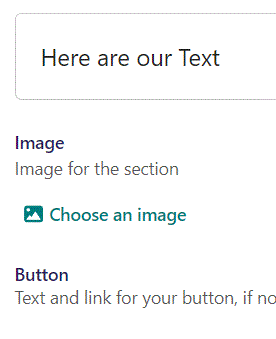 Here are our Text
Image
Image for the section
Choose an image
Button
Text and link for your button, if no